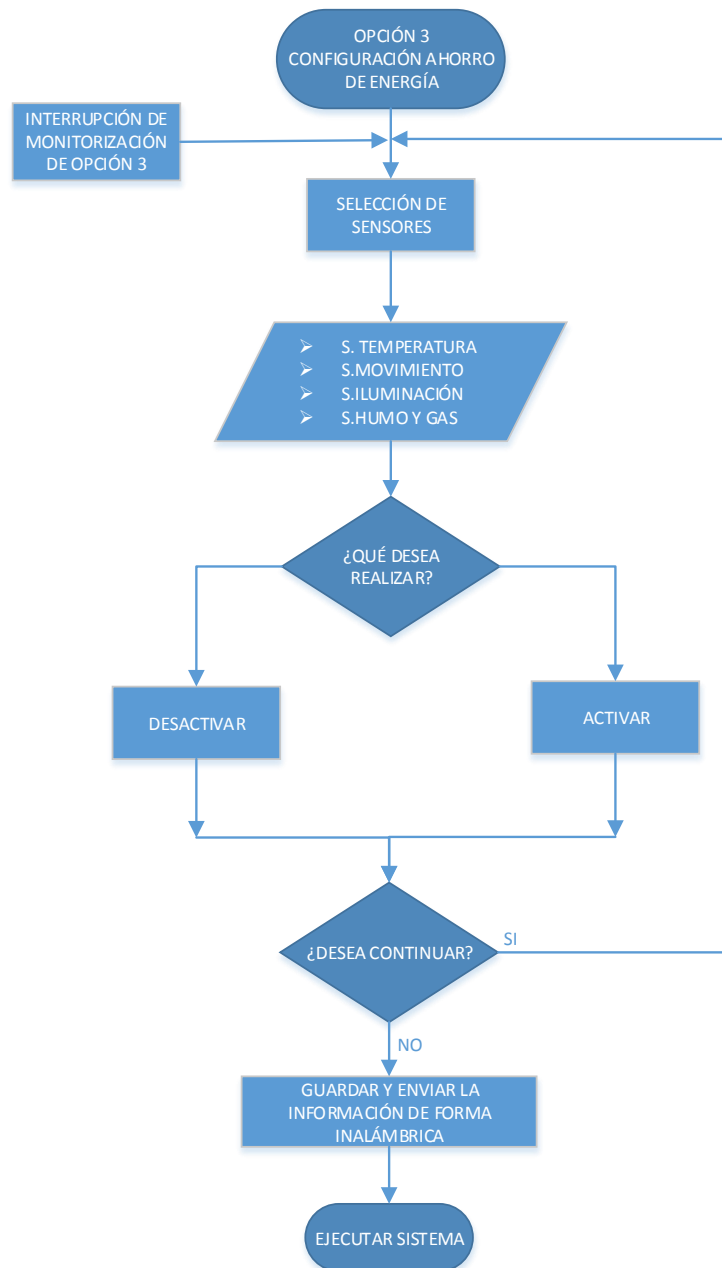 OPCIÓN 3
CONFIGURACIÓN AHORRO
DE ENERGÍA
INTERRUPCIÓN DE
MONITORIZACIÓN
DE OPCIÓN 3
SELECCIÓN DE
SENSORES
S. TEMPERATURA
S.MOVIMIENTO
S.ILUMINACIÓN
S.HUMO Y GAS
¿QUÉ DESEA
REALIZAR?
DESACTIVAR
ACTIVAR
¿DESEA CONTINUAR?
SI
NO
GUARDAR Y ENVIAR LA
INFORMACIÓN DE FORMA
INALÁMBRICA
EJECUTAR SISTEMA